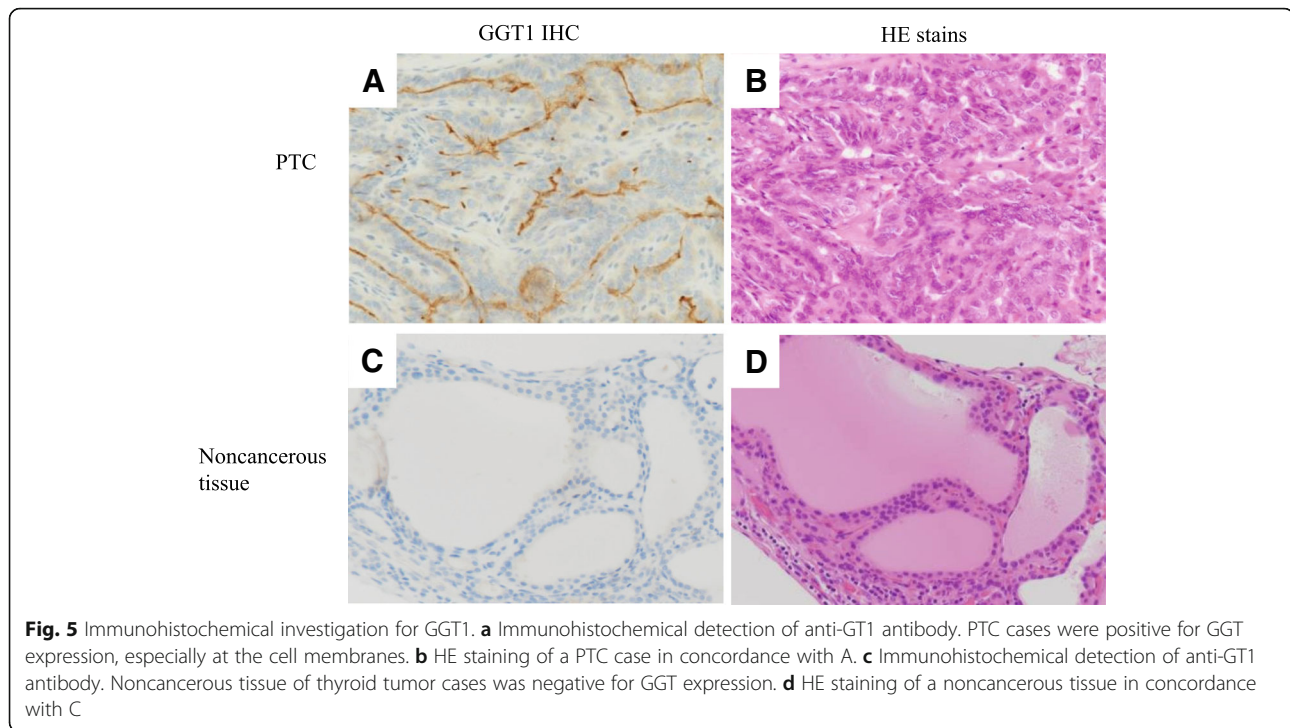 GGT1 IHC
HE stains
A
B
PTC
C
D
Noncancerous
tissue
Fig. 5 Immunohistochemical investigation for GGT1. a Immunohistochemical detection of anti-GT1 antibody. PTC cases were positive for GGT
expression, especially at the cell membranes. b HE staining of a PTC case in concordance with A. c Immunohistochemical detection of anti-GT1
antibody. Noncancerous tissue of thyroid tumor cases was negative for GGT expression. d HE staining of a noncancerous tissue in concordance
with C